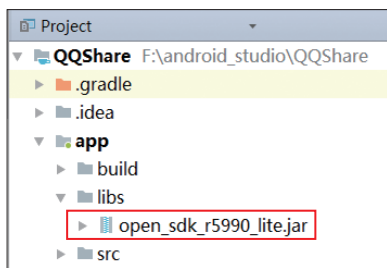 Project
QQShare F:\android_studio\QQShare
.gradle
.idea
app
build
libs
open_sdk_r5990_lite.jar
src